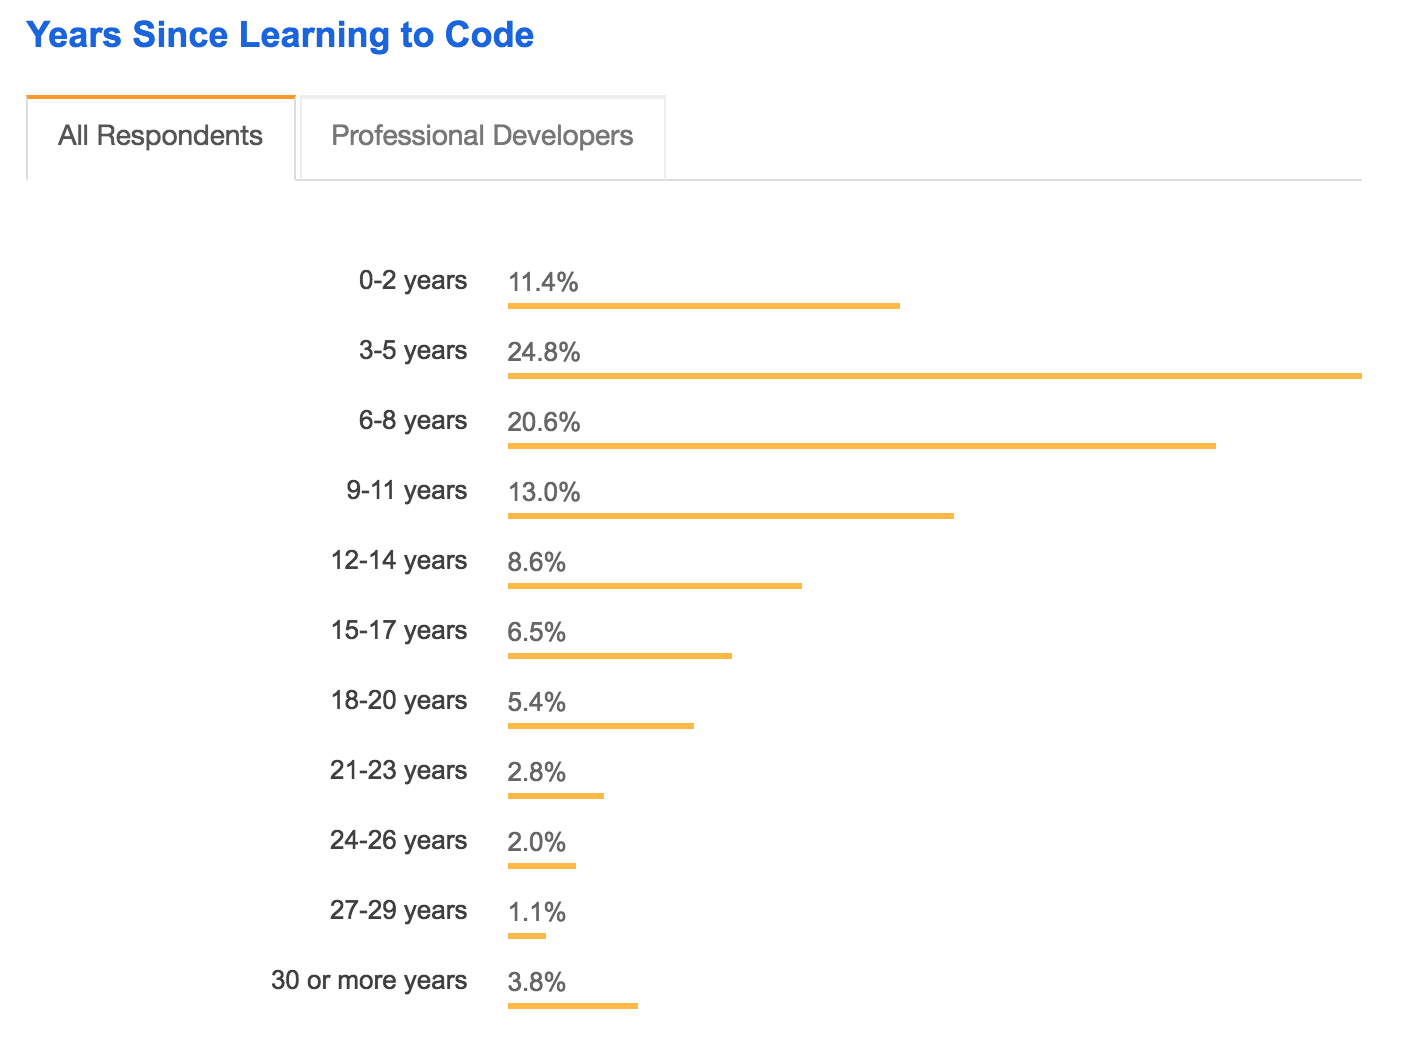 Years Since Learning to Code
All Respondents Professional Developers
0-2 years 11.4%
3-5 years 24.8%
6-8 years 20.6%
9-11 years 13.0%
12-14 years 8.6%
15-17 years 6.5%
18-20 years 5.4%
21-23 years 2.8%
24-26 years 2.0%
27-29 years 1.1%
30 or more years 3.8%